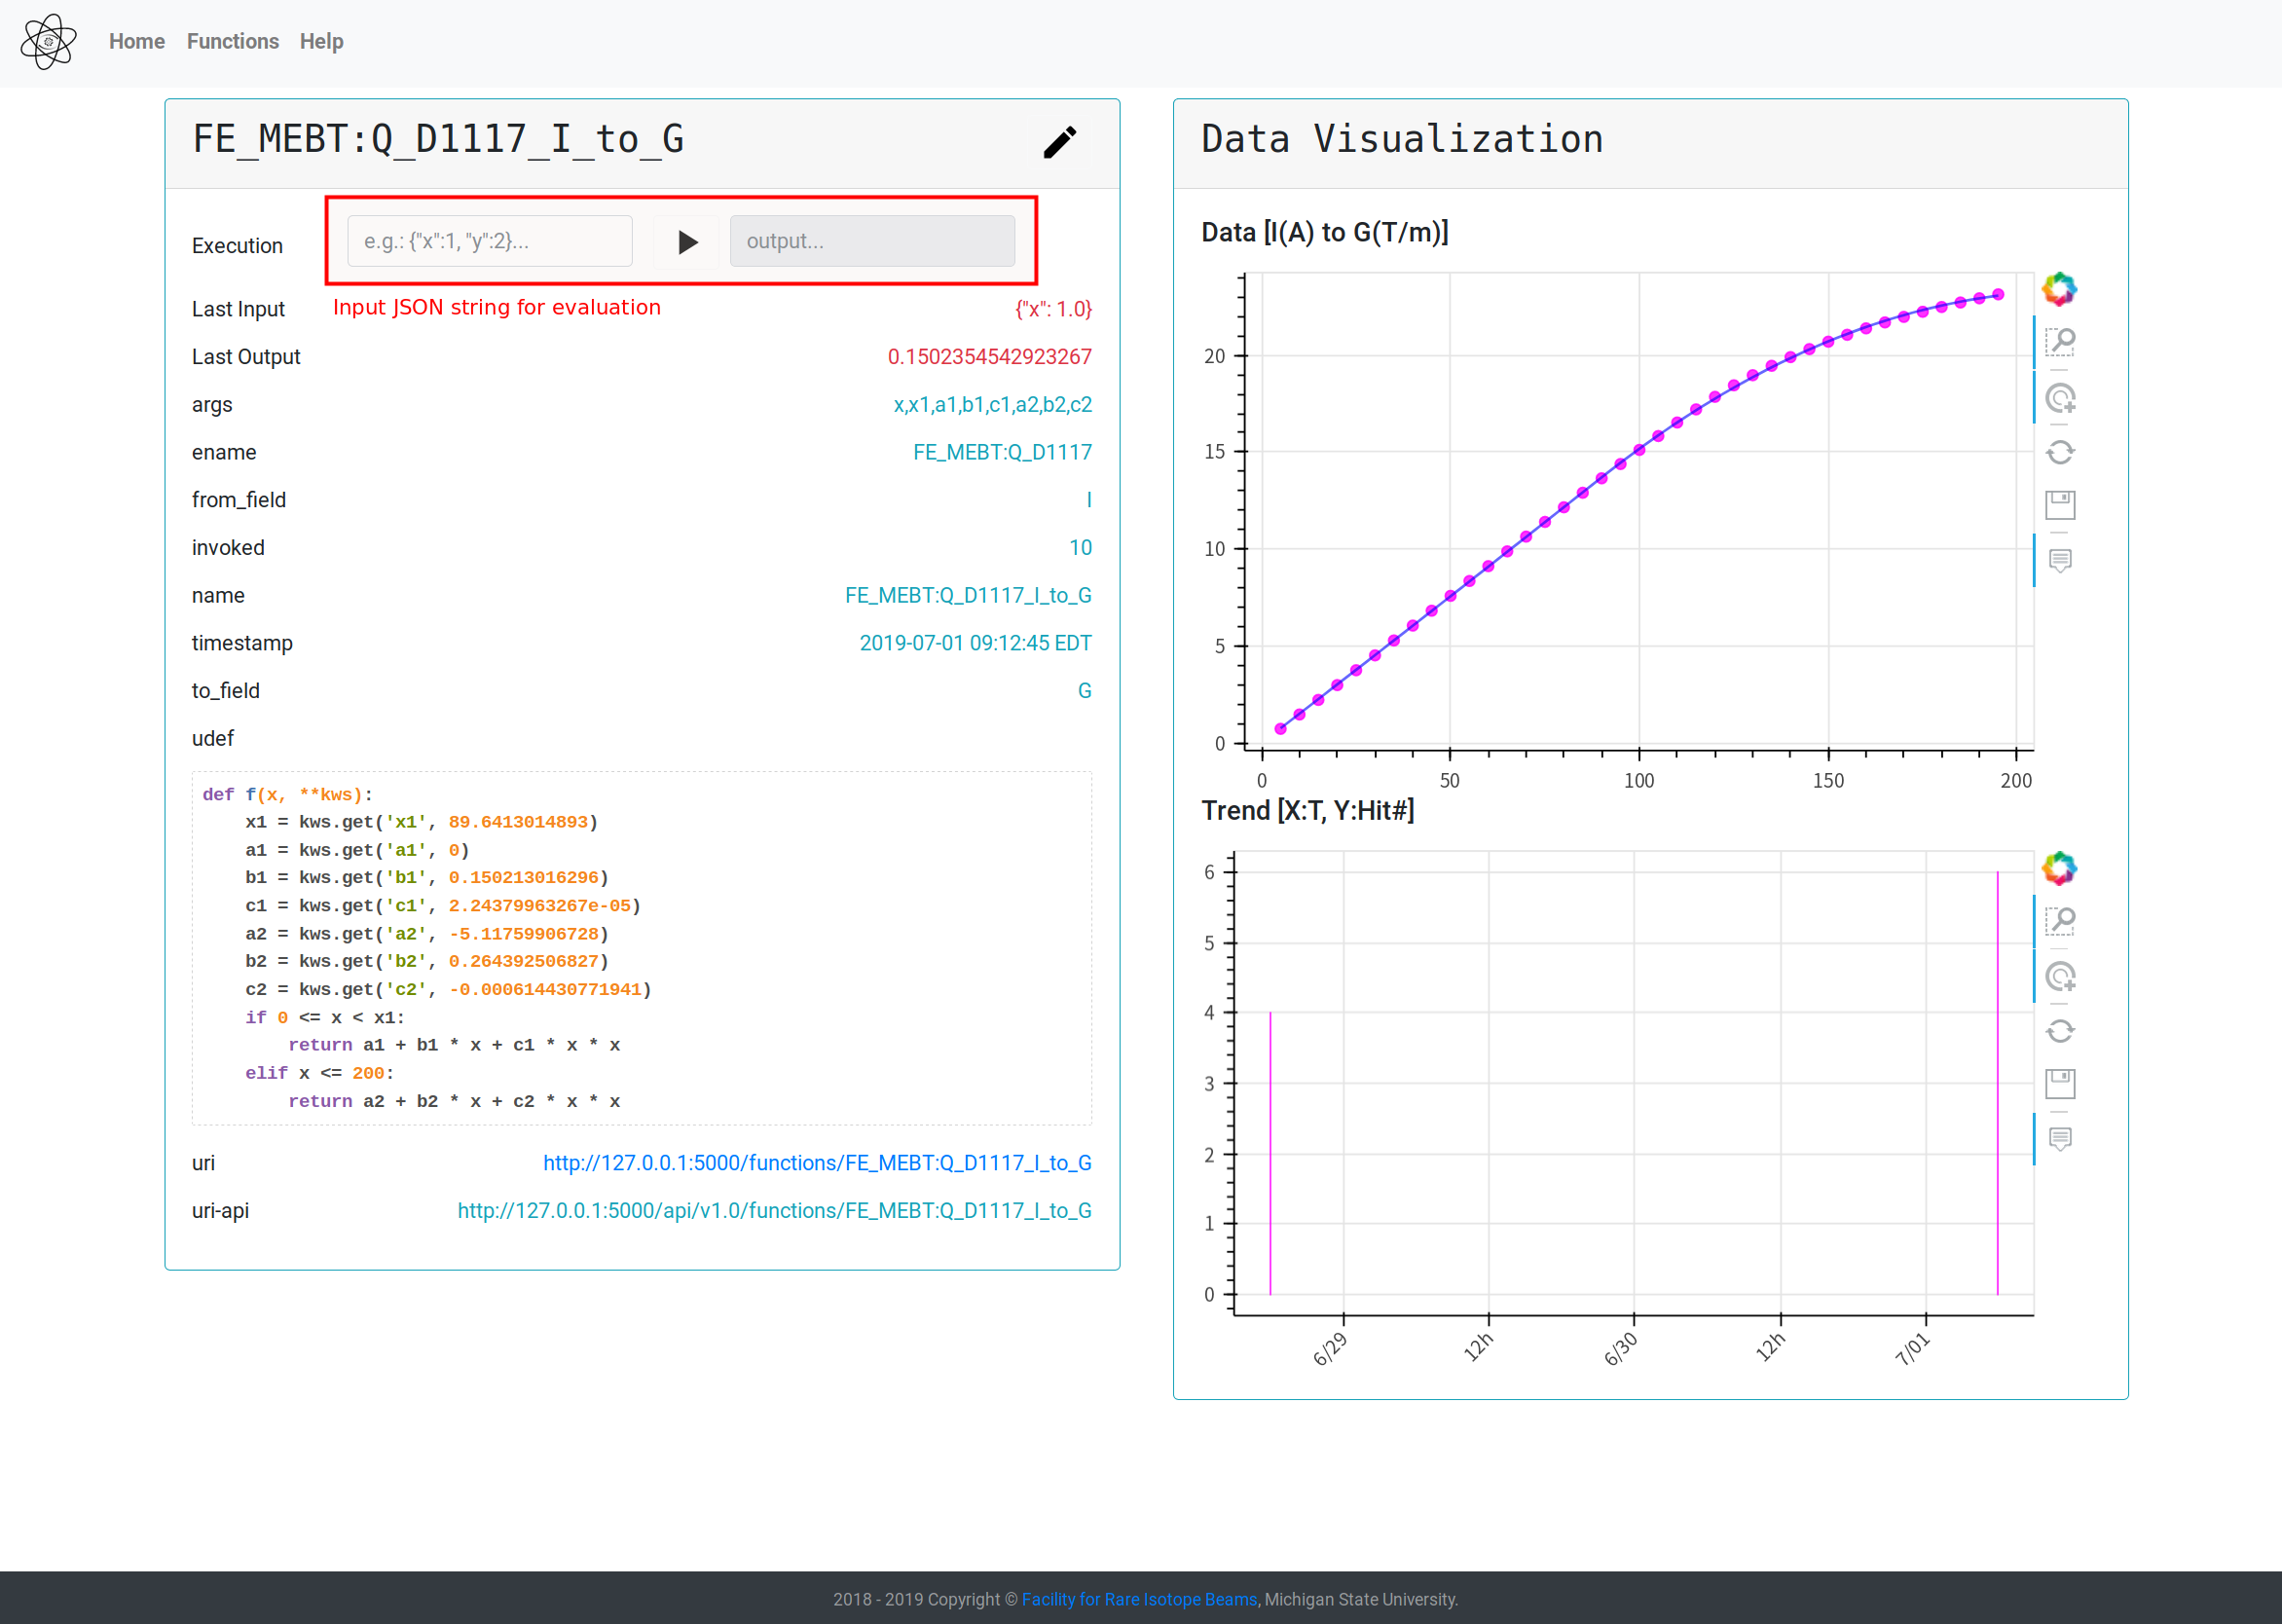 Home Functions Help
FE_MEBT:Q_D1117_I_to_G
Execution e.g.: {"x":1, "y":2}... output...
Last Input Input JSON string for evaluation {"x": 1.0}
Last Output 0.1502354542923267
args x,x1,a1,b1,c1,a2,b2,c2
ename FE_MEBT:Q_D1117
from_field I
invoked 10
name FE_MEBT:Q_D1117_I_to_G
timestamp 2019-07-01 09:12:45 EDT
to_field G
udef
def f(x, **kws):
    x1 = kws.get('x1', 89.6413014893)
    a1 = kws.get('a1', 0)
    b1 = kws.get('b1', 0.150213016296)
    c1 = kws.get('c1', 2.24379963267e-05)
    a2 = kws.get('a2', -5.11759906728)
    b2 = kws.get('b2', 0.264392506827)
    c2 = kws.get('c2', -0.000614430771941)
    if 0 <= x < x1:
        return a1 + b1 * x + c1 * x * x
    elif x <= 200:
        return a2 + b2 * x + c2 * x * x
uri http://127.0.0.1:5000/functions/FE_MEBT:Q_D1117_I_to_G
uri-api http://127.0.0.1:5000/api/v1.0/functions/FE_MEBT:Q_D1117_I_to_G
Data Visualization
Data [I(A) to G(T/m)]
20
15
10
5
0
0 50 100 150 200
Trend [X:T, Y:Hit#]
6
5
4
3
2
1
0
6/29 12h 6/30 12h 7/01
2018 - 2019 Copyright © Facility for Rare Isotope Beams, Michigan State University.